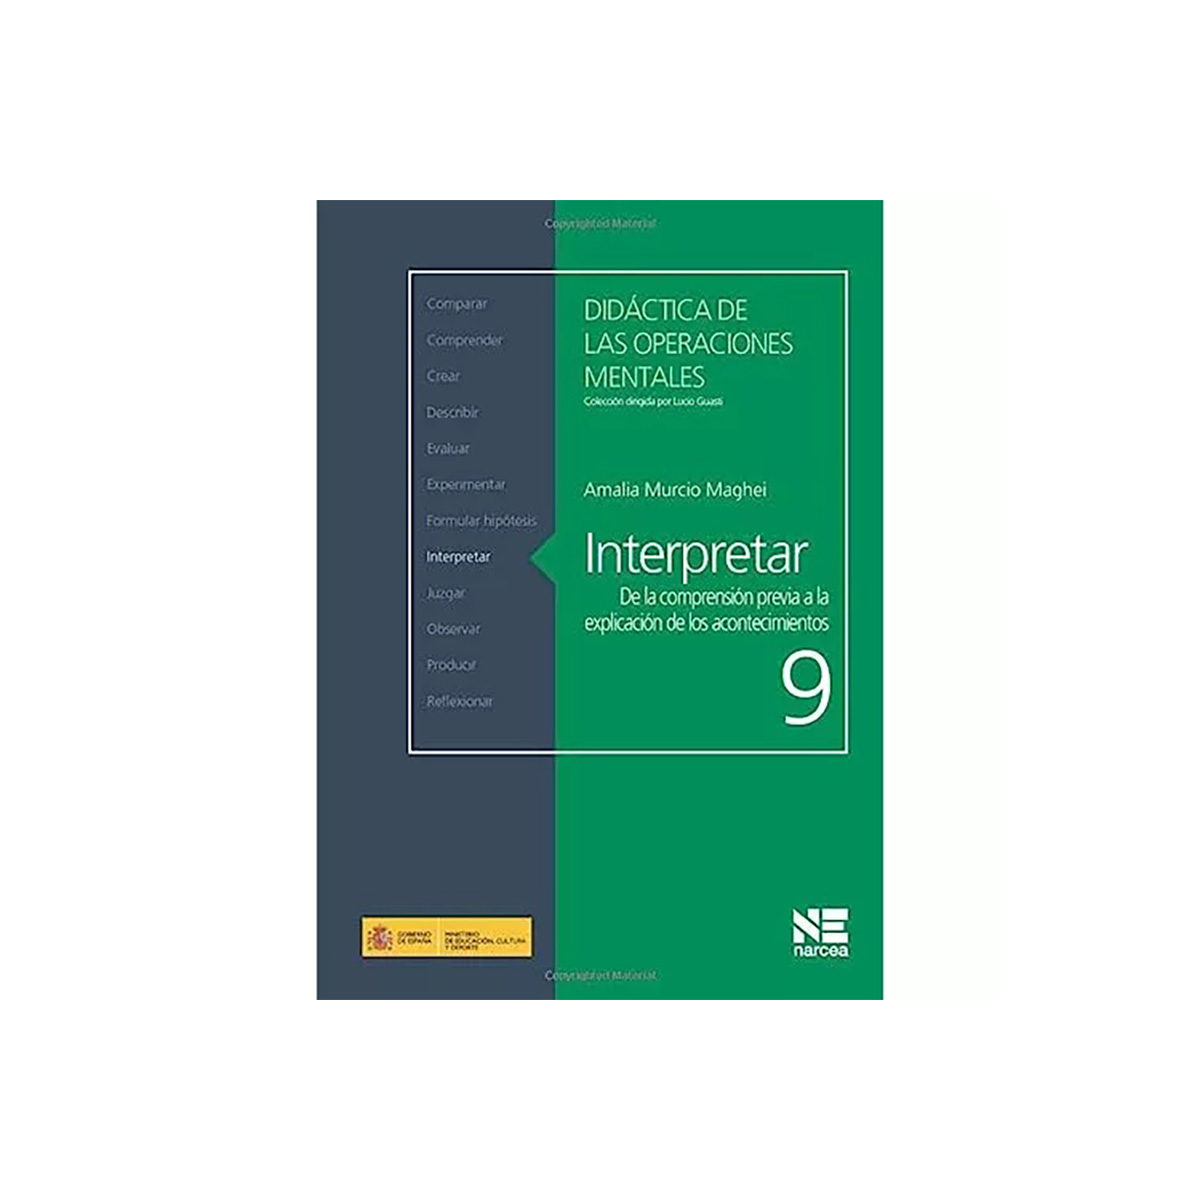 Copyrighted Material
Comparar
Comprender
Crear
Describir
Evaluar
Experimentar
Formular hipótesis
Interpretar
Juzgar
Observar
Producir
Reflexionar
DIDÁCTICA DE
LAS OPERACIONES
MENTALES
Colección dirigida por Lucio Guasti
Amalia Murcio Maghei
Interpretar
De la comprensión previa a la
explicación de los acontecimientos
9
GOBIERNO
DE ESPAÑA
MINISTERIO
DE EDUCACIÓN, CULTURA
Y DEPORTE
NE
narcea
Copyrighted Material